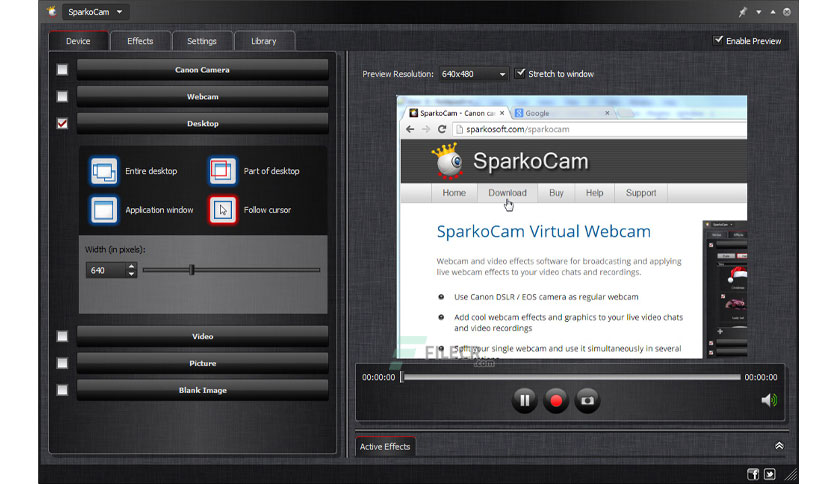 SparkoCam
Device Effects Settings Library
Enable Preview
Canon Camera
Webcam
Desktop
Entire desktop Part of desktop
Application window Follow cursor
Width (in pixels):
640
Video
Picture
Blank Image
Preview Resolution: 640x480 Stretch to window
SparkoCam - Canon ca Google
sparkosoft.com/sparkocam
SparkoCam
Home Download Buy Help Support
SparkoCam Virtual Webcam
Webcam and video effects software for broadcasting and applying
live webcam effects to your video chats and recordings.
Use Canon DSLR / EOS camera as regular webcam
Add cool webcam effects and graphics to your live video chats
and video recordings
Split your single webcam and use it simultaneously in several
FILECR
.com
00:00:00 00:00:00
Active Effects